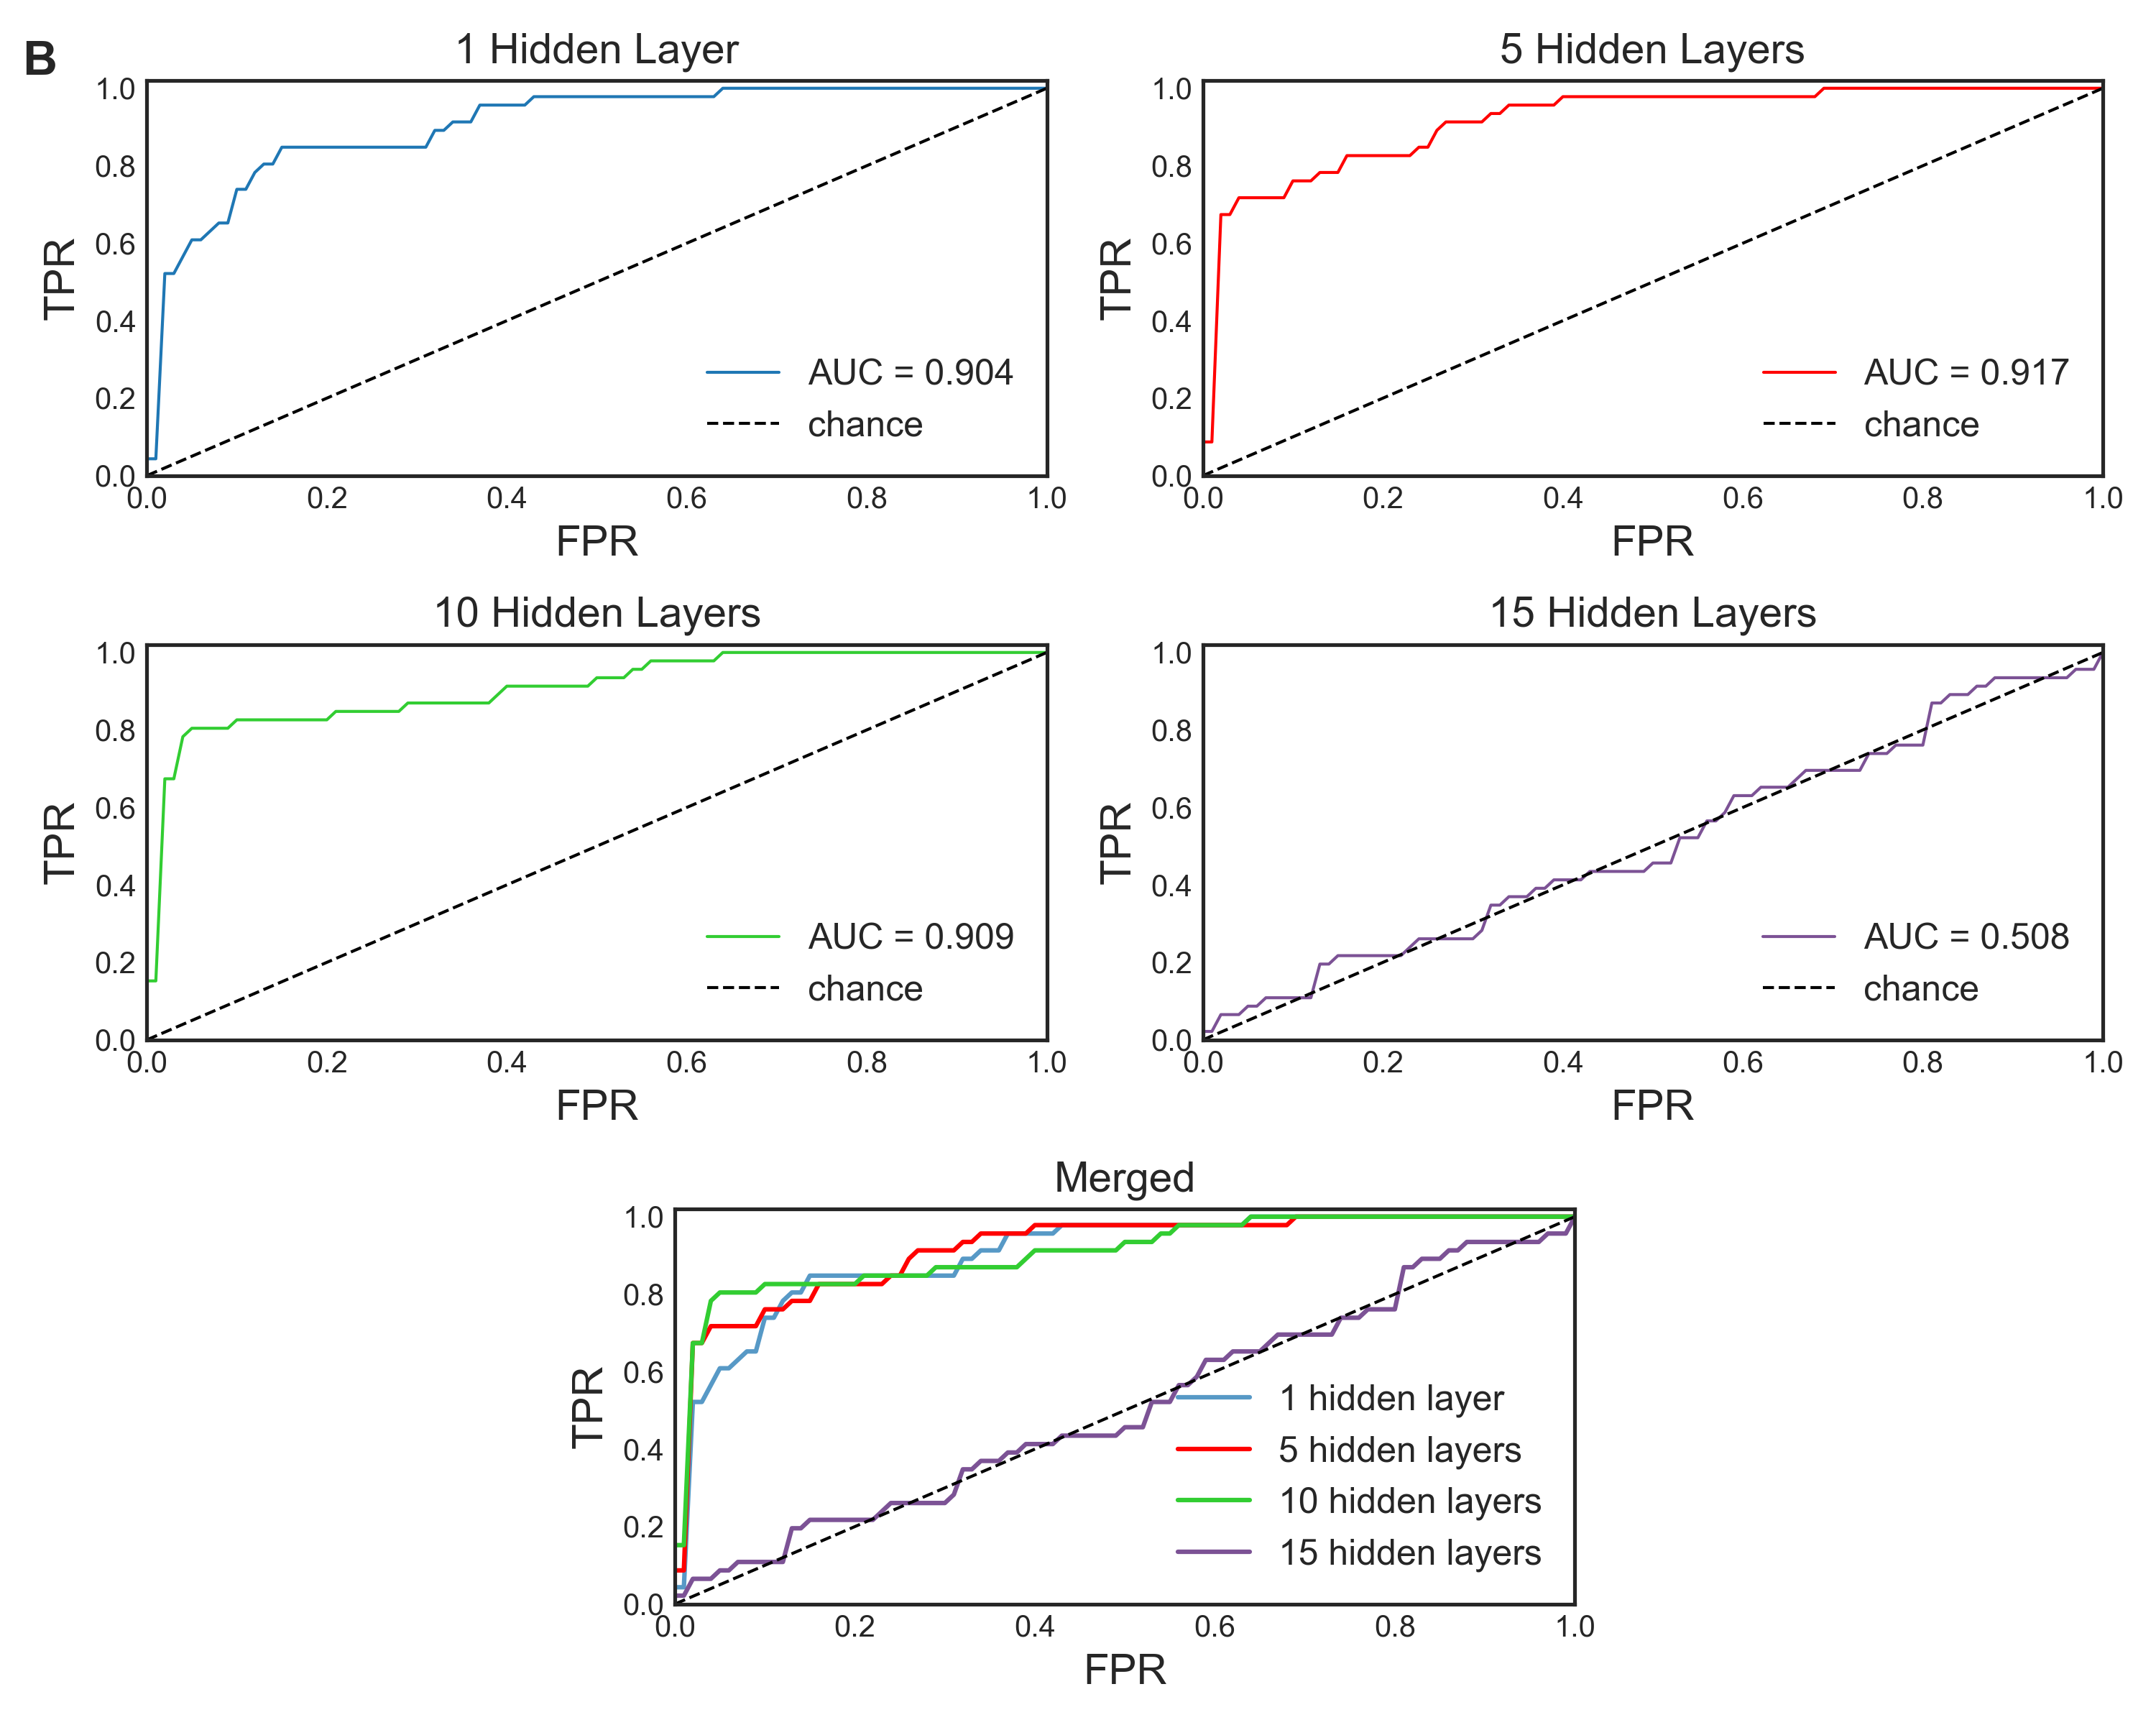 B
1 Hidden Layer
1.0
0.8
0.6
0.4
0.2
0.0
TPR
AUC = 0.904
chance
0.0 0.2 0.4 0.6 0.8 1.0
FPR
5 Hidden Layers
1.0
0.8
0.6
0.4
0.2
0.0
TPR
AUC = 0.917
chance
0.0 0.2 0.4 0.6 0.8 1.0
FPR
10 Hidden Layers
1.0
0.8
0.6
0.4
0.2
0.0
TPR
AUC = 0.909
chance
0.0 0.2 0.4 0.6 0.8 1.0
FPR
15 Hidden Layers
1.0
0.8
0.6
0.4
0.2
0.0
TPR
AUC = 0.508
chance
0.0 0.2 0.4 0.6 0.8 1.0
FPR
Merged
1.0
0.8
0.6
0.4
0.2
0.0
TPR
1 hidden layer
5 hidden layers
10 hidden layers
15 hidden layers
0.0 0.2 0.4 0.6 0.8 1.0
FPR